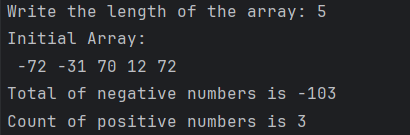 Write the length of the array: 5
Initial Array:
-72 -31 70 12 72
Total of negative numbers is -103
Count of positive numbers is 3